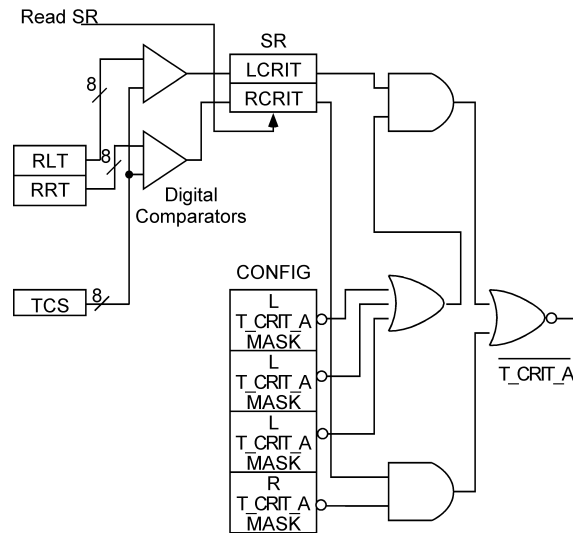 Read SR
SR
LCRIT
RCRIT
8
8
RLT
RRT
Digital
Comparators
TCS
8
CONFIG
L
T_CRIT_A
MASK
L
T_CRIT_A
MASK
L
T_CRIT_A
MASK
R
T_CRIT_A
MASK
T_CRIT_A